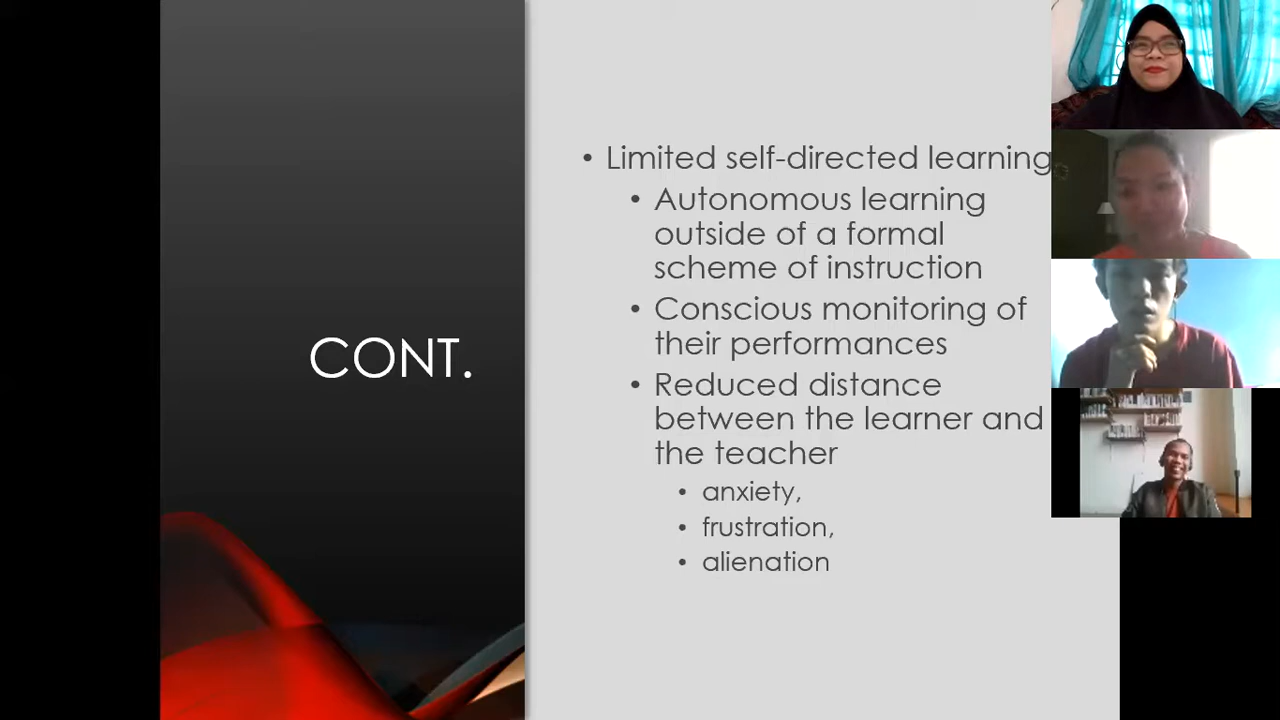 CONT.
• Limited self-directed learning
• Autonomous learning
outside of a formal
scheme of instruction
• Conscious monitoring of
their performances
• Reduced distance
between the learner and
the teacher
• anxiety,
• frustration,
• alienation